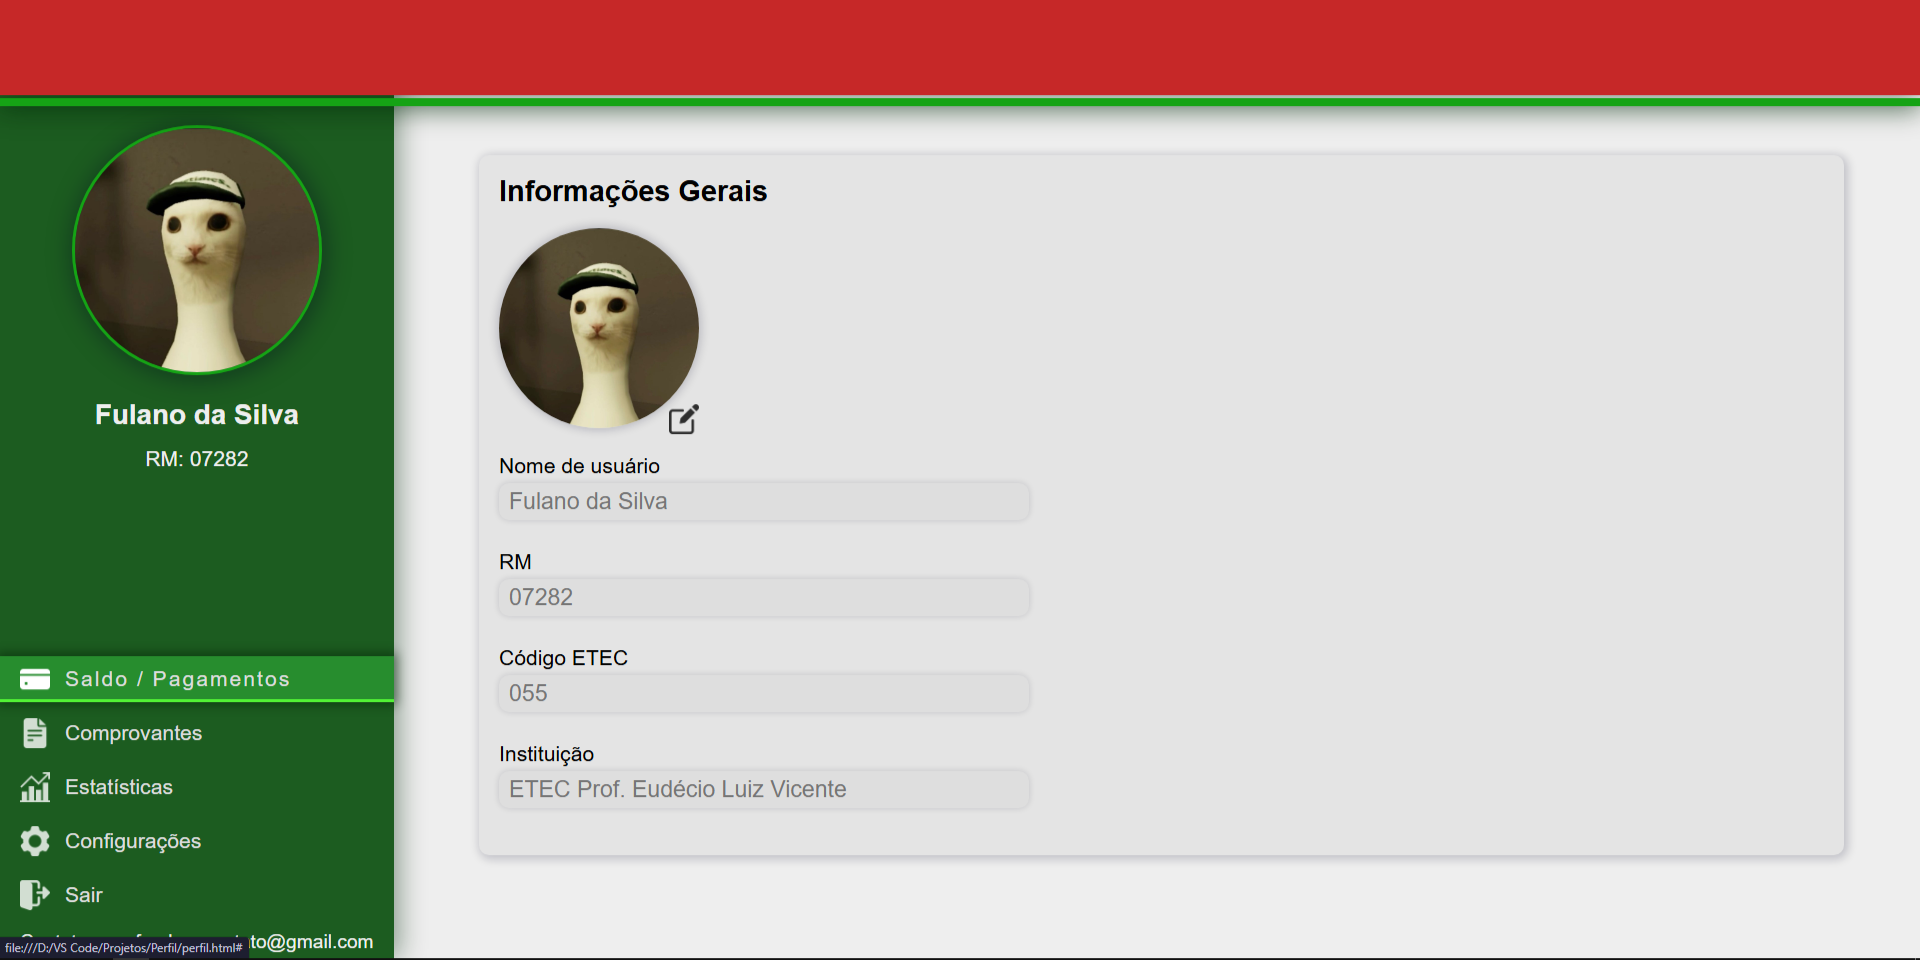 Fulano da Silva
RM: 07282
Saldo / Pagamentos
Comprovantes
Estatísticas
Configurações
Sair
to@gmail.com
file:///D:/VS Code/Projetos/Perfil/perfil.html#
Informações Gerais
Nome de usuário
Fulano da Silva
RM
07282
Código ETEC
055
Instituição
ETEC Prof. Eudécio Luiz Vicente